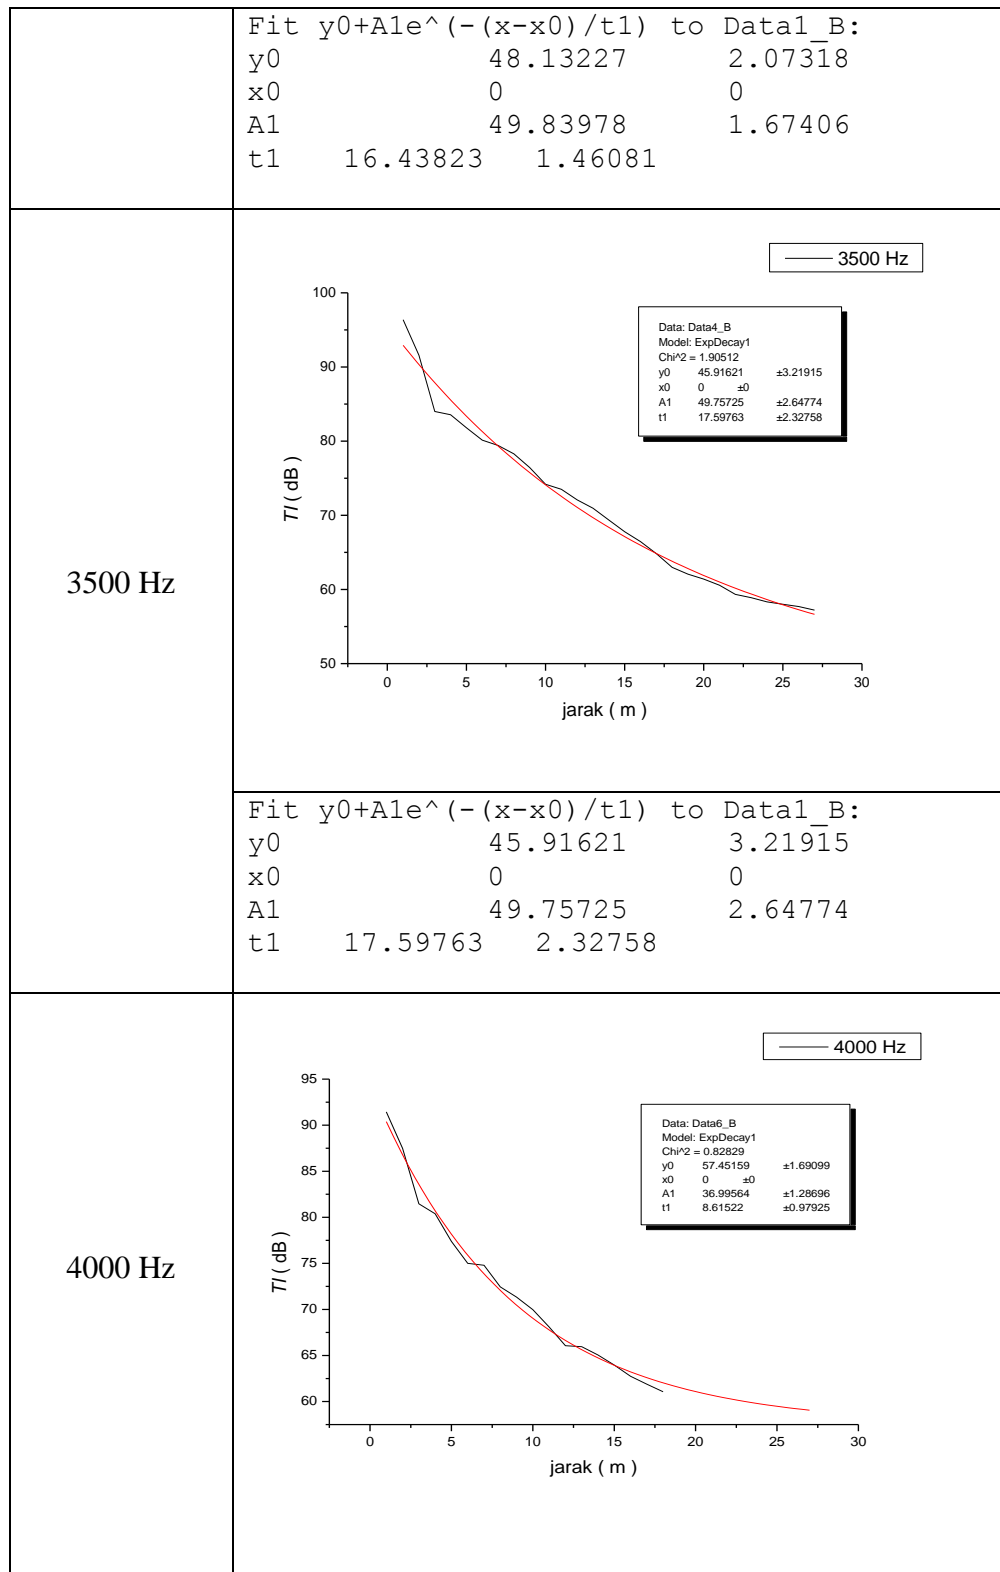 Fit y0+A1e^(-(x-x0)/t1) to Data1_B:
y0 48.13227 2.07318
x0 0 0
A1 49.83978 1.67406
t1 16.43823 1.46081
3500 Hz
3500 Hz
Data: Data4_B
Model: ExpDecay1
Chi^2 = 1.90512
y0 45.91621 ±3.21915
x0 0 ±0
A1 49.75725 ±2.64774
t1 17.59763 ±2.32758
100
90
80
70
60
50
TI ( dB )
0 5 10 15 20 25 30
jarak ( m )
Fit y0+A1e^(-(x-x0)/t1) to Data1_B:
y0 45.91621 3.21915
x0 0 0
A1 49.75725 2.64774
t1 17.59763 2.32758
4000 Hz
4000 Hz
Data: Data6_B
Model: ExpDecay1
Chi^2 = 0.82829
y0 57.45159 ±1.69099
x0 0 ±0
A1 36.99564 ±1.28696
t1 8.61522 ±0.97925
95
90
85
80
75
70
65
60
TI ( dB )
0 5 10 15 20 25 30
jarak ( m )